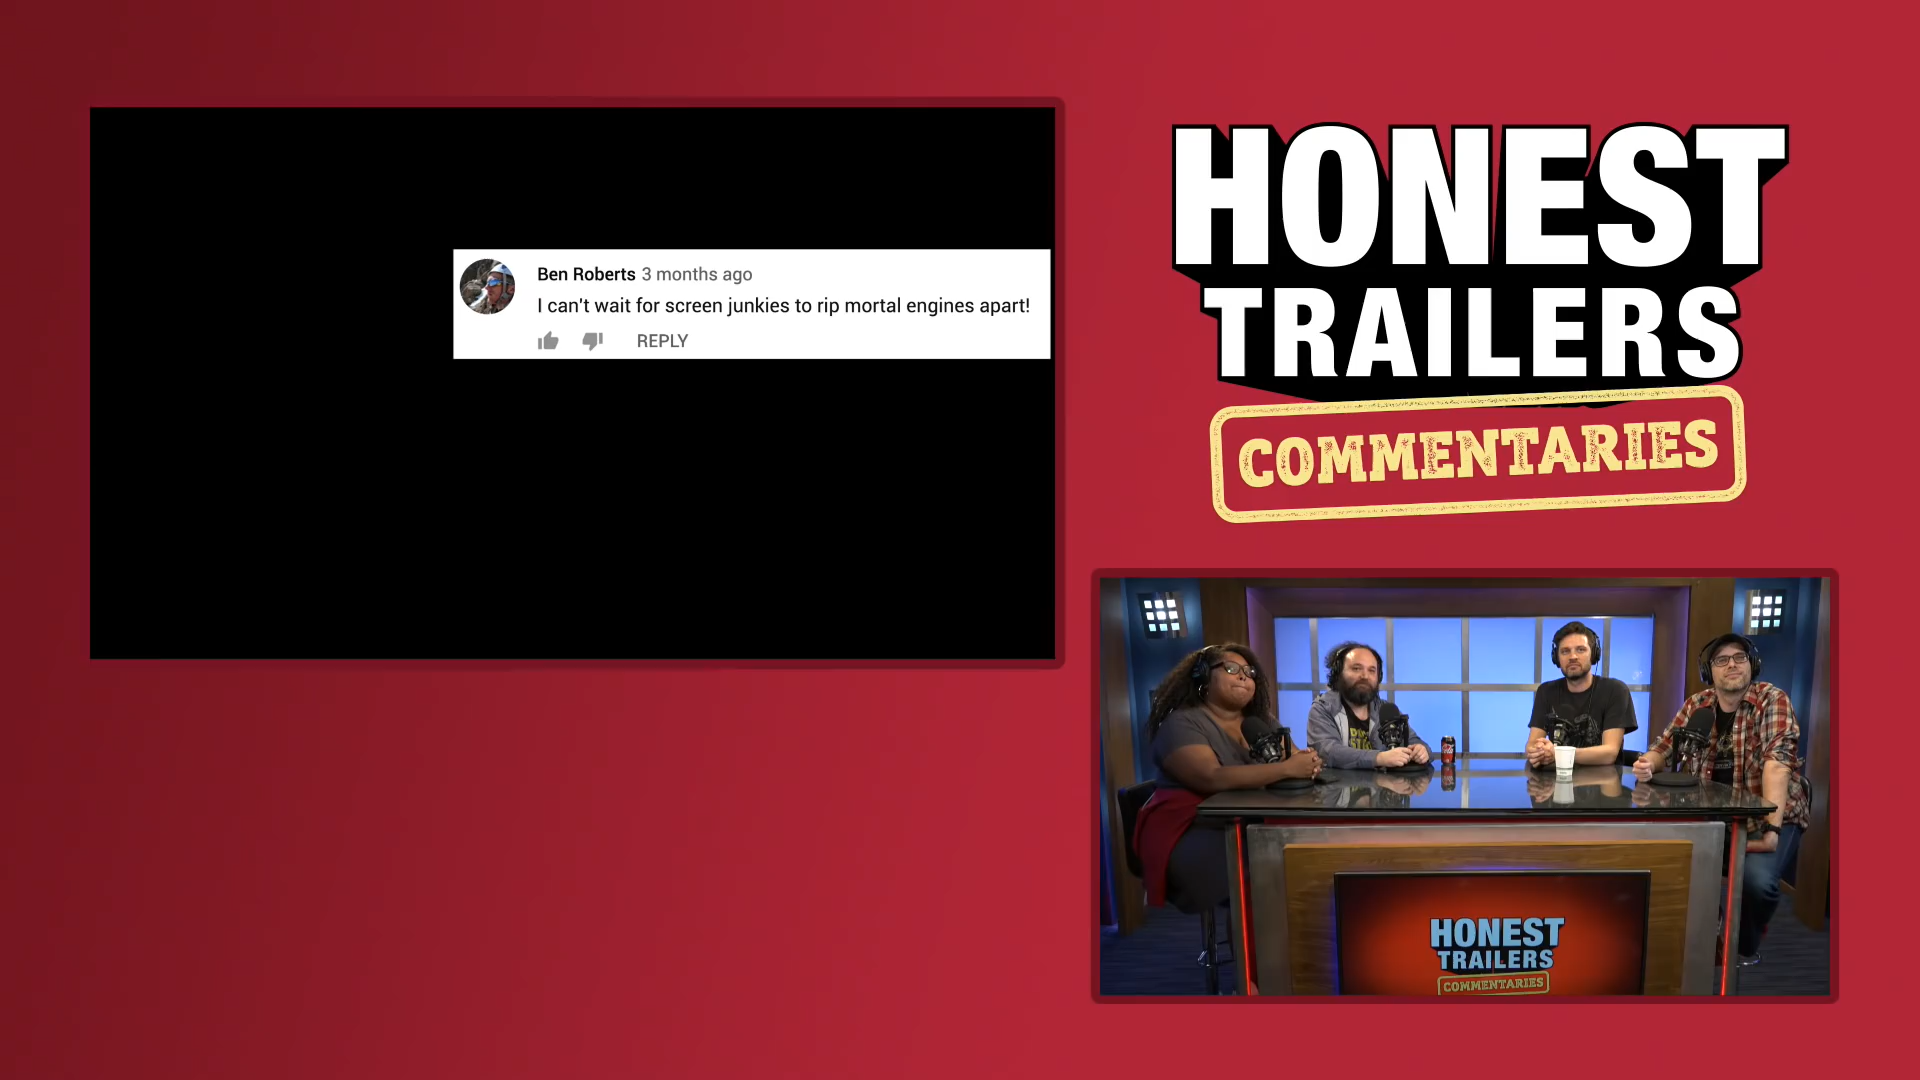 Ben Roberts 3 months ago
I can't wait for screen junkies to rip mortal engines apart!
REPLY
HONEST
TRAILERS
COMMENTARIES
HONEST
TRAILERS
COMMENTARIES